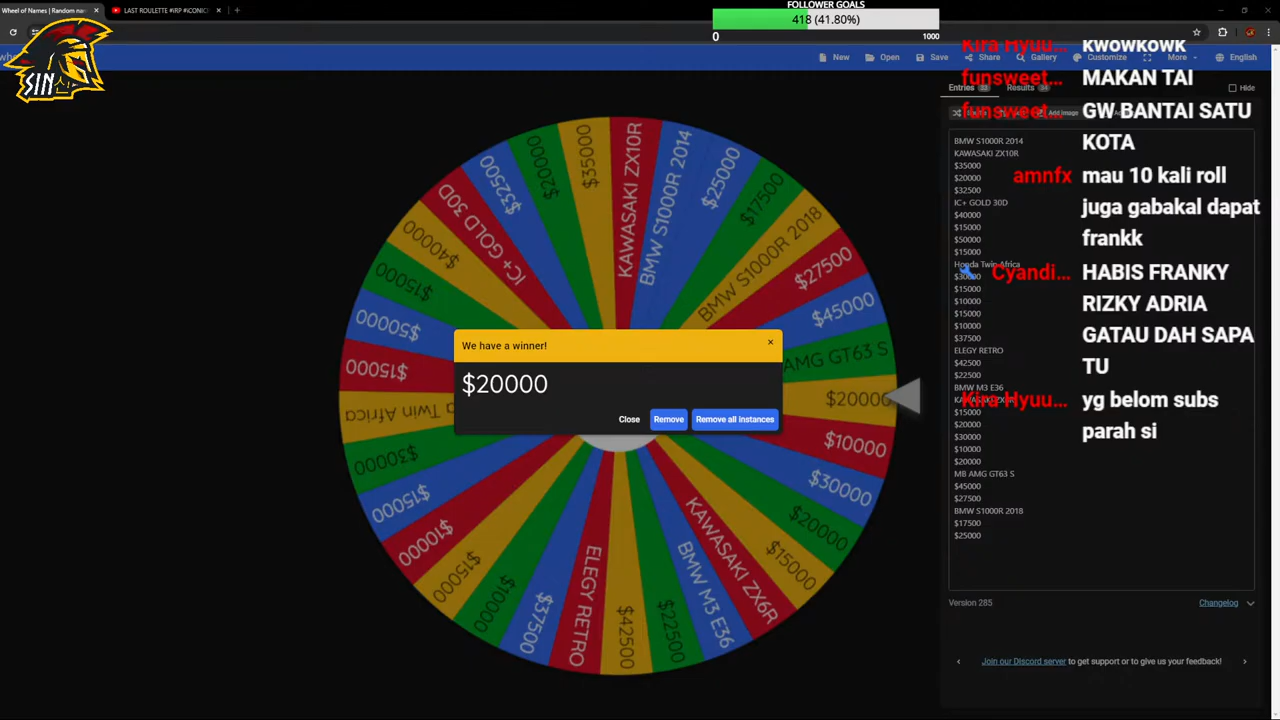 Wheel of Names | Random nam
LAST ROULETTE #IRP #ICONIC
FOLLOWER GOALS
418 (41.80%)
0
1000
SIN
New
Open
Save
Share
Gallery
Customize
More
English
Entries
Results
Hide
Add image
BMW S1000R 2014
KAWASAKI ZX10R
$35000
$20000
$32500
IC+ GOLD 30D
$40000
$15000
$50000
$15000
Honda Twin Africa
$30000
$15000
$10000
$15000
$10000
$37500
ELEGY RETRO
$42500
$22500
BMW M3 E36
KAWASAKI ZX6R
$15000
$20000
$30000
$10000
$20000
MB AMG GT63 S
$45000
$27500
BMW S1000R 2018
$17500
$25000
Kira Hyuu... kwowkowk
funsweet... MAKAN TAI
funsweet... GW BANTAI SATU
KOTA
amnfx mau 10 kali roll
juga gabakal dapat
frankk
Cyandi... HABIS FRANKY
RIZKY ADRIA
GATAU DAH SAPA
TU
Kira Hyuu... yg belom subs
parah si
We have a winner!
×
$20000
Close
Remove
Remove all instances
KAWASAKI ZX10R
BMW S1000R 2014
$25000
$17500
BMW S1000R 2018
$27500
$45000
AMG GT63 S
$20000
$10000
$30000
$20000
$15000
KAWASAKI ZX6R
BMW M3 E36
$22500
$42500
ELEGY RETRO
$37500
$10000
$15000
$10000
$15000
$30000
a Twin Africa
$15000
$50000
$15000
$40000
IC+ GOLD 30D
$32500
$20000
$35000
Version 285
Changelog
Join our Discord server to get support or to give us your feedback!